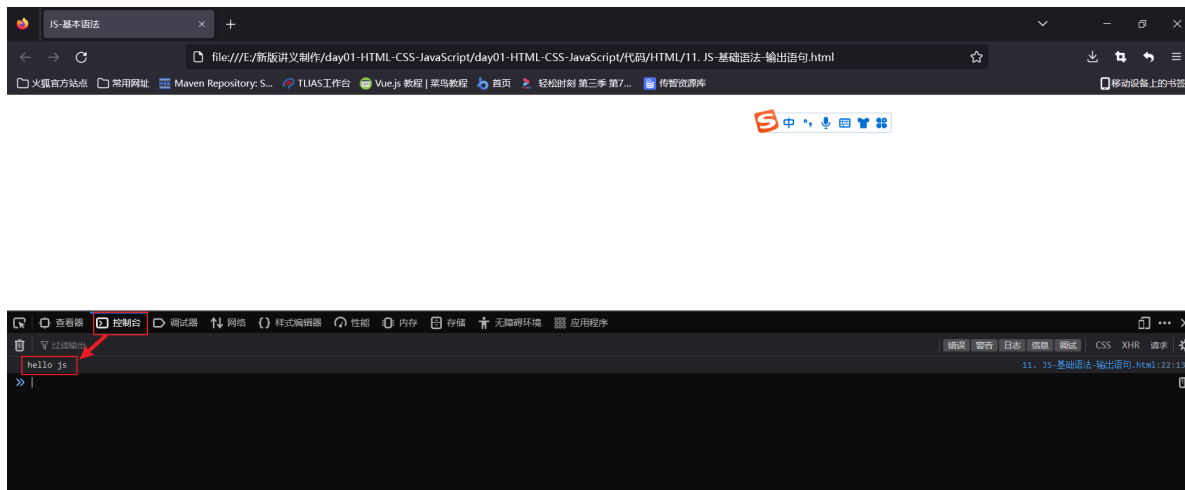 JS-基本语法
file:///E:/新版讲义制作/day01-HTML-CSS-JavaScript/day01-HTML-CSS-JavaScript/代码/HTML/11. JS-基础语法-输出语句.html
火狐官方站点 常用网址 Maven Repository: S... TLIAS工作台 Vue.js 教程 | 菜鸟教程 首页 轻松时刻 第三季 第7... 传智资源库 移动设备上的书签
中
查看器 控制台 调试器 网络 样式编辑器 性能 内存 存储 无障碍环境 应用程序
过滤输出 错误 警告 日志 信息 调试 CSS XHR 请求
hello js 11. JS-基础语法-输出语句.html:22:13